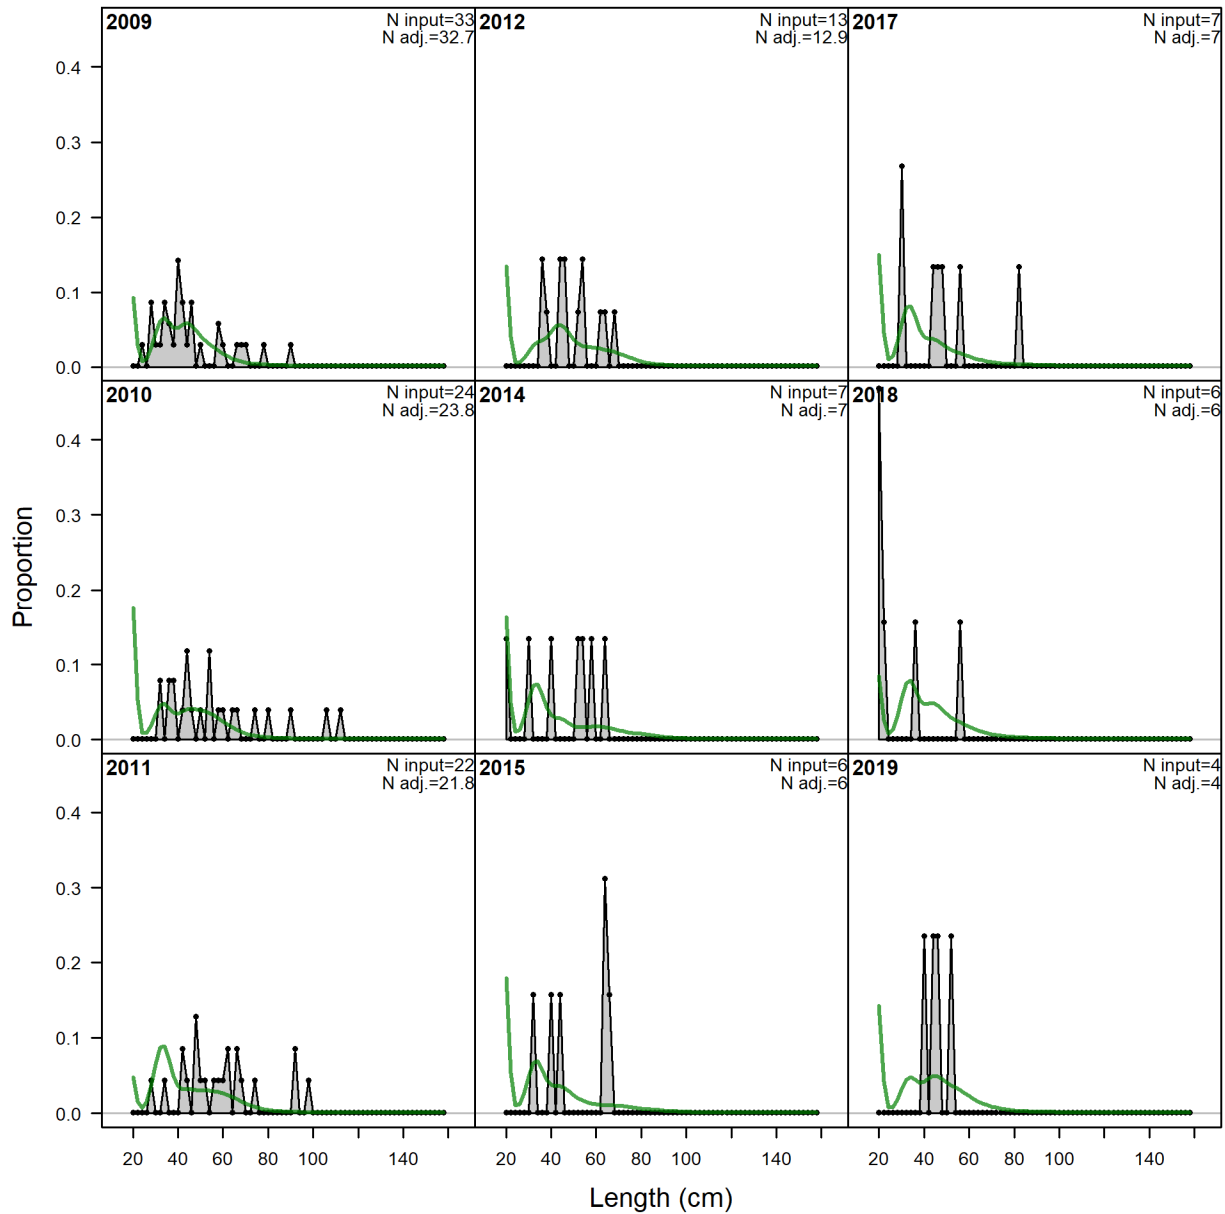 2009
N input=33
N adj.=32.7
2012
N input=13
N adj.=12.9
2017
N input=7
N adj.=7
0.4
0.3
0.2
0.1
0.0
2010
N input=24
N adj.=23.8
2014
N input=7
N adj.=7
2018
N input=6
N adj.=6
0.4
0.3
0.2
0.1
0.0
Proportion
2011
N input=22
N adj.=21.8
2015
N input=6
N adj.=6
2019
N input=4
N adj.=4
0.4
0.3
0.2
0.1
0.0
20 40 60 80 100 140 20 40 60 80 100 140 20 40 60 80 100 140
Length (cm)